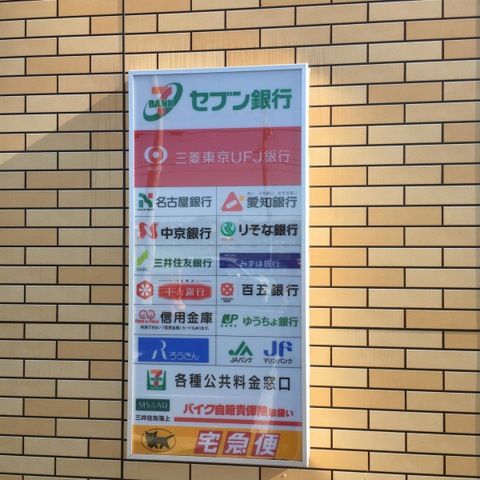 7 BANK セブン銀行
三菱東京UFJ銀行
名古屋銀行 愛知銀行
中京銀行 りそな銀行
三井住友銀行 みずほ銀行
十六銀行 百五銀行
信用金庫 ゆうちょ銀行
ろうきん JAバンク JFマリンバンク
各種公共料金窓口
MS&AD
三井住友海上 バイク自賠責保険取扱い
宅急便